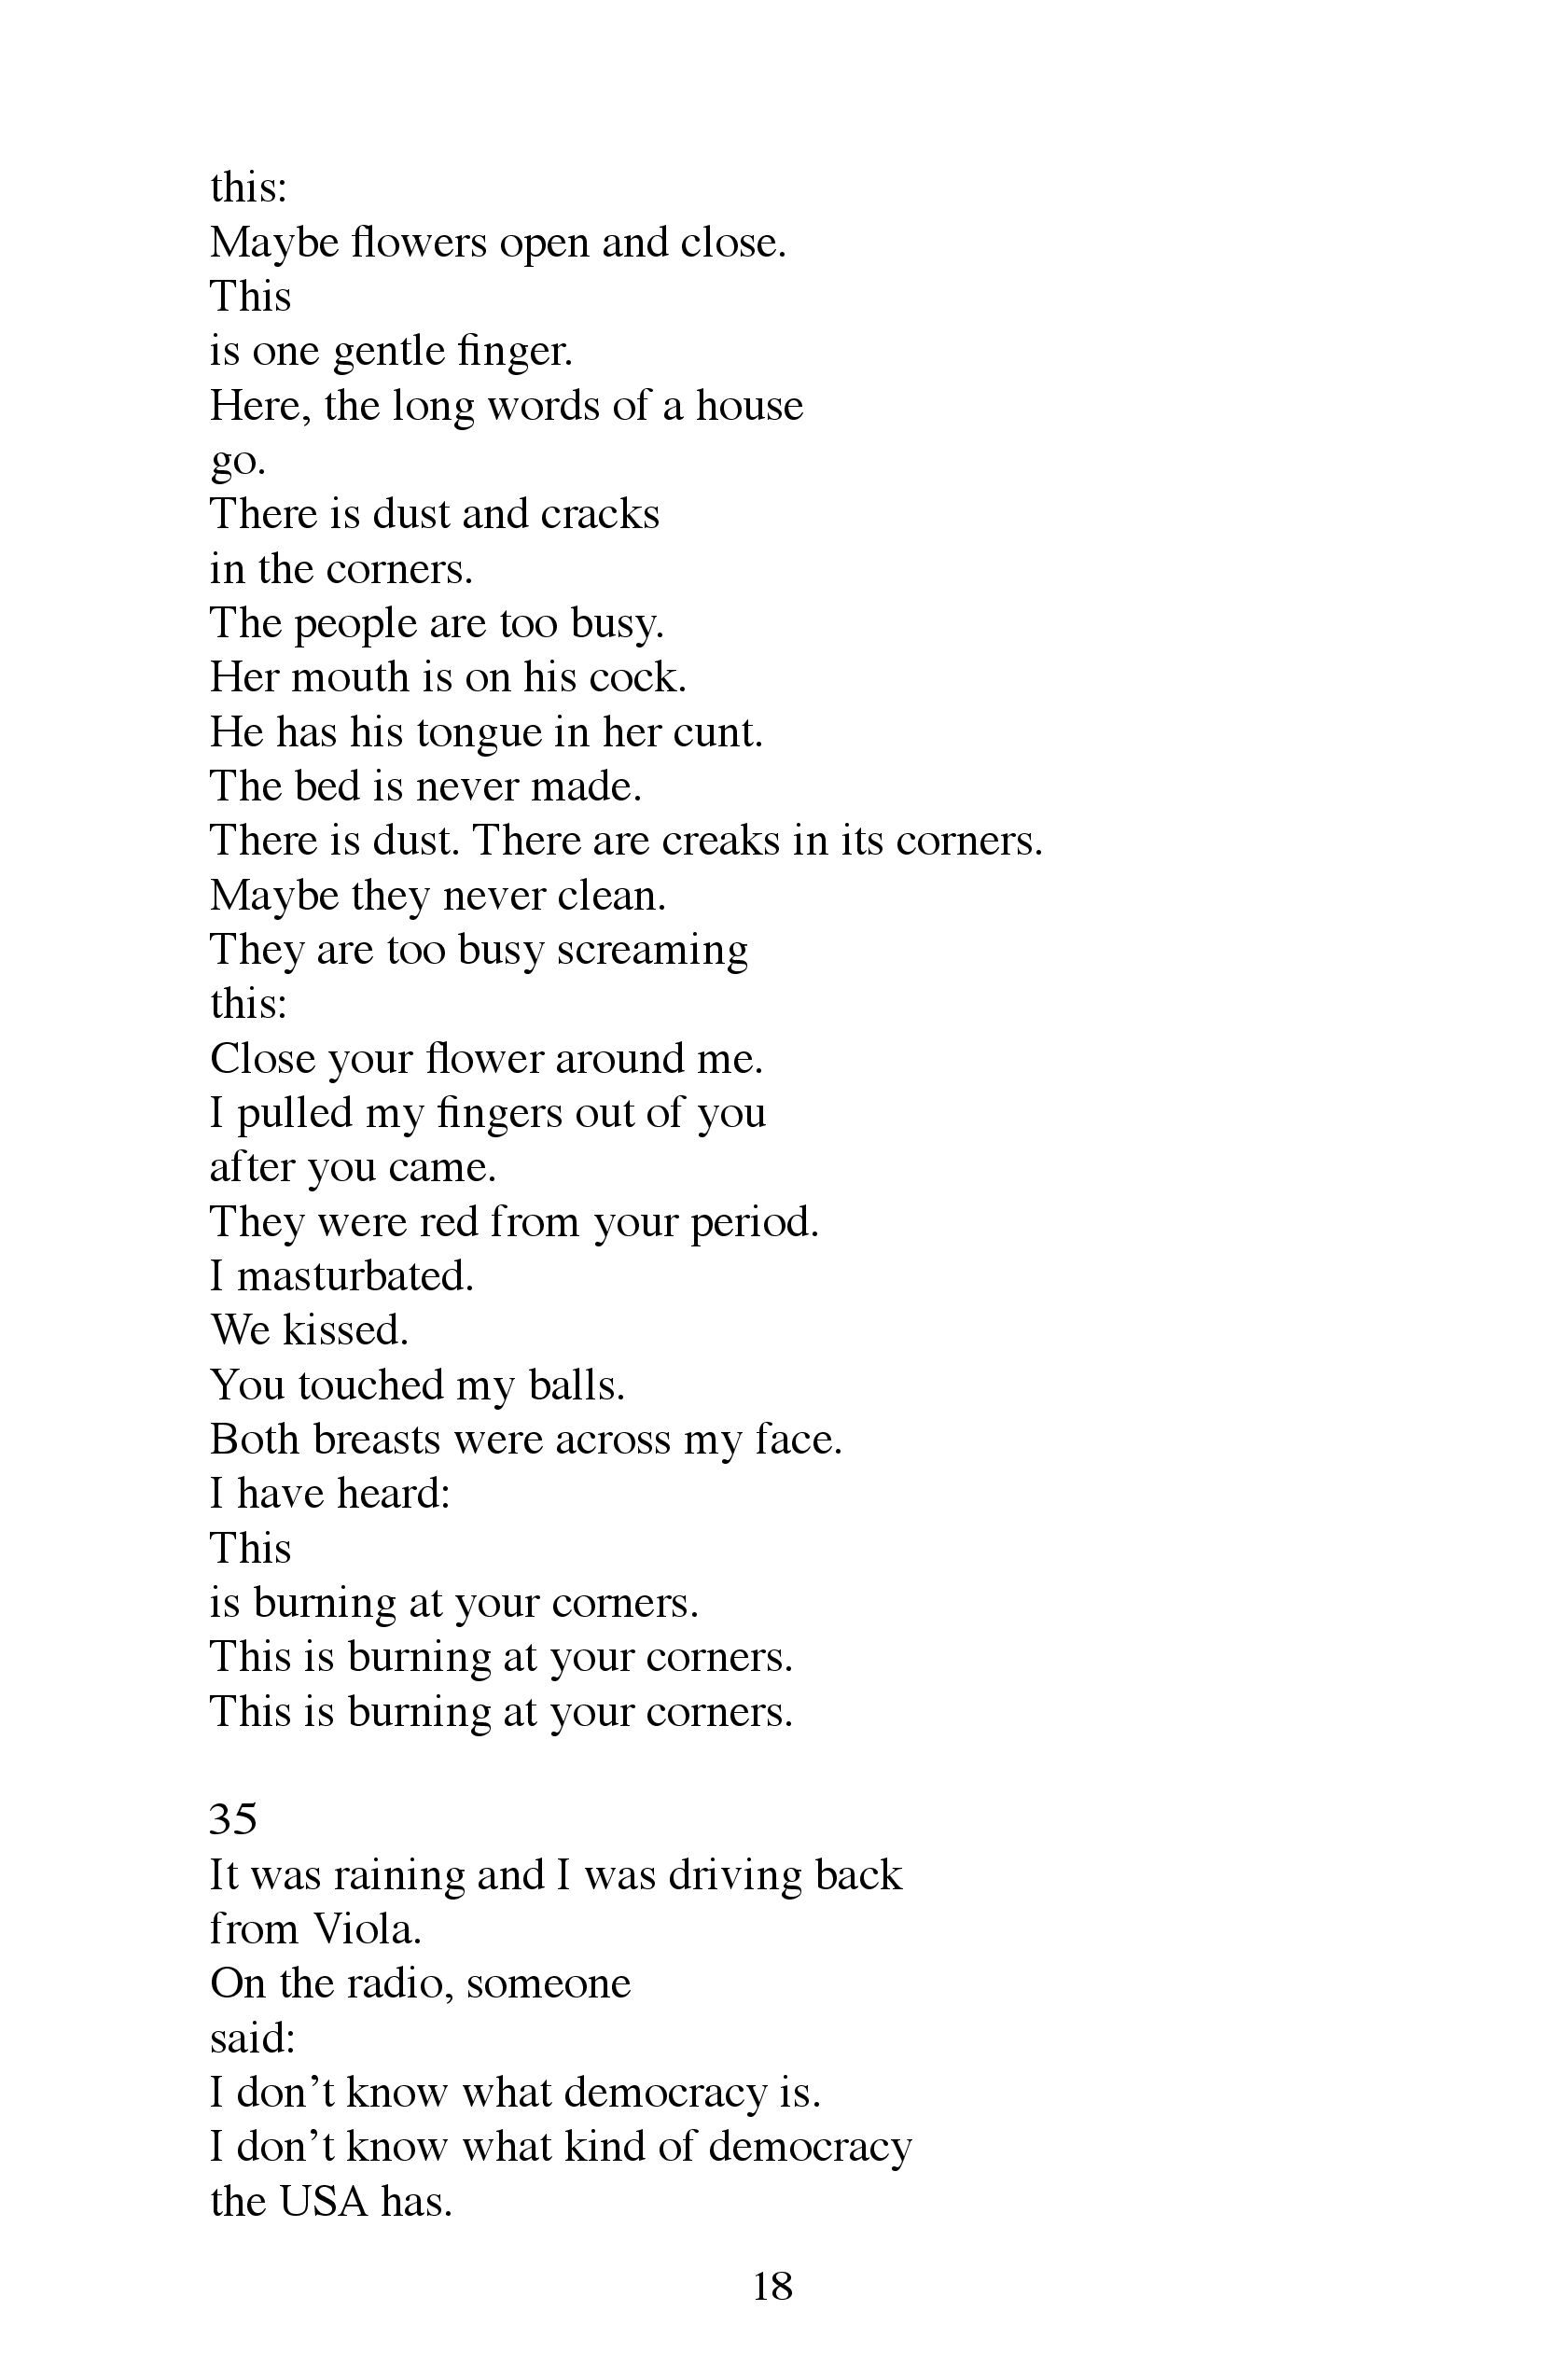 this:
Maybe flowers open and close.
This
is one gentle finger.
Here, the long words of a house
go.
There is dust and cracks
in the corners.
The people are too busy.
Her mouth is on his cock.
He has his tongue in her cunt.
The bed is never made.
There is dust. There are creaks in its corners.
Maybe they never clean.
They are too busy screaming
this:
Close your flower around me.
I pulled my fingers out of you
after you came.
They were red from your period.
I masturbated.
We kissed.
You touched my balls.
Both breasts were across my face.
I have heard:
This
is burning at your corners.
This is burning at your corners.
This is burning at your corners.

35
It was raining and I was driving back
from Viola.
On the radio, someone
said:
I don’t know what democracy is.
I don’t know what kind of democracy
the USA has.
18